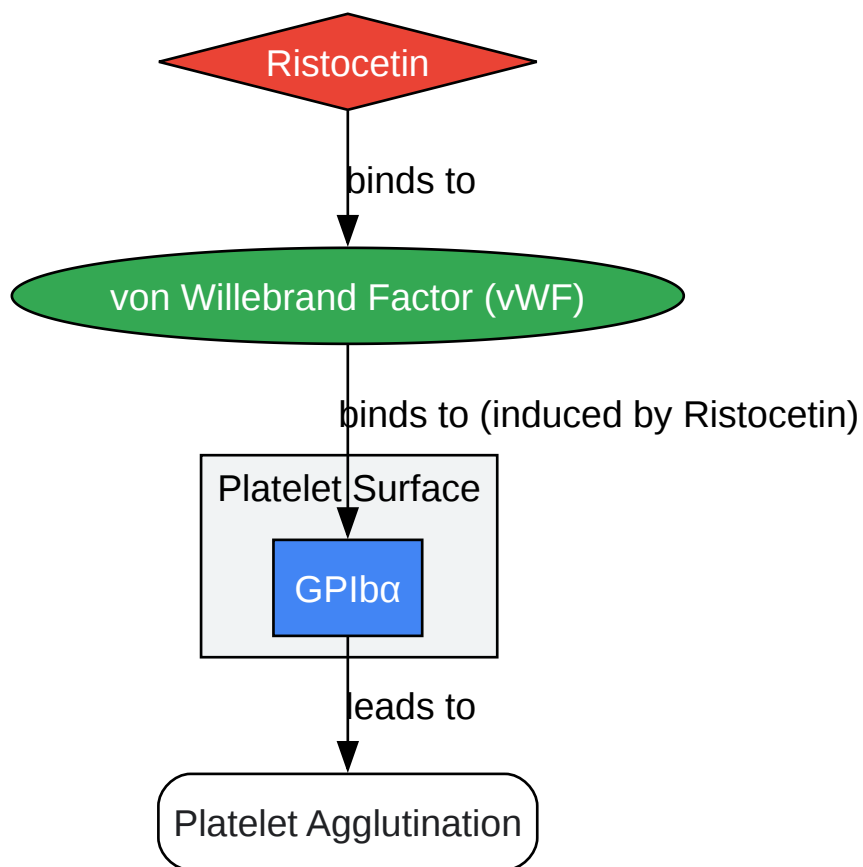 Ristocetin
binds to
von Willebrand Factor (vWF)
binds to (induced by Ristocetin)
Platelet Surface
GPIbα
leads to
Platelet Agglutination